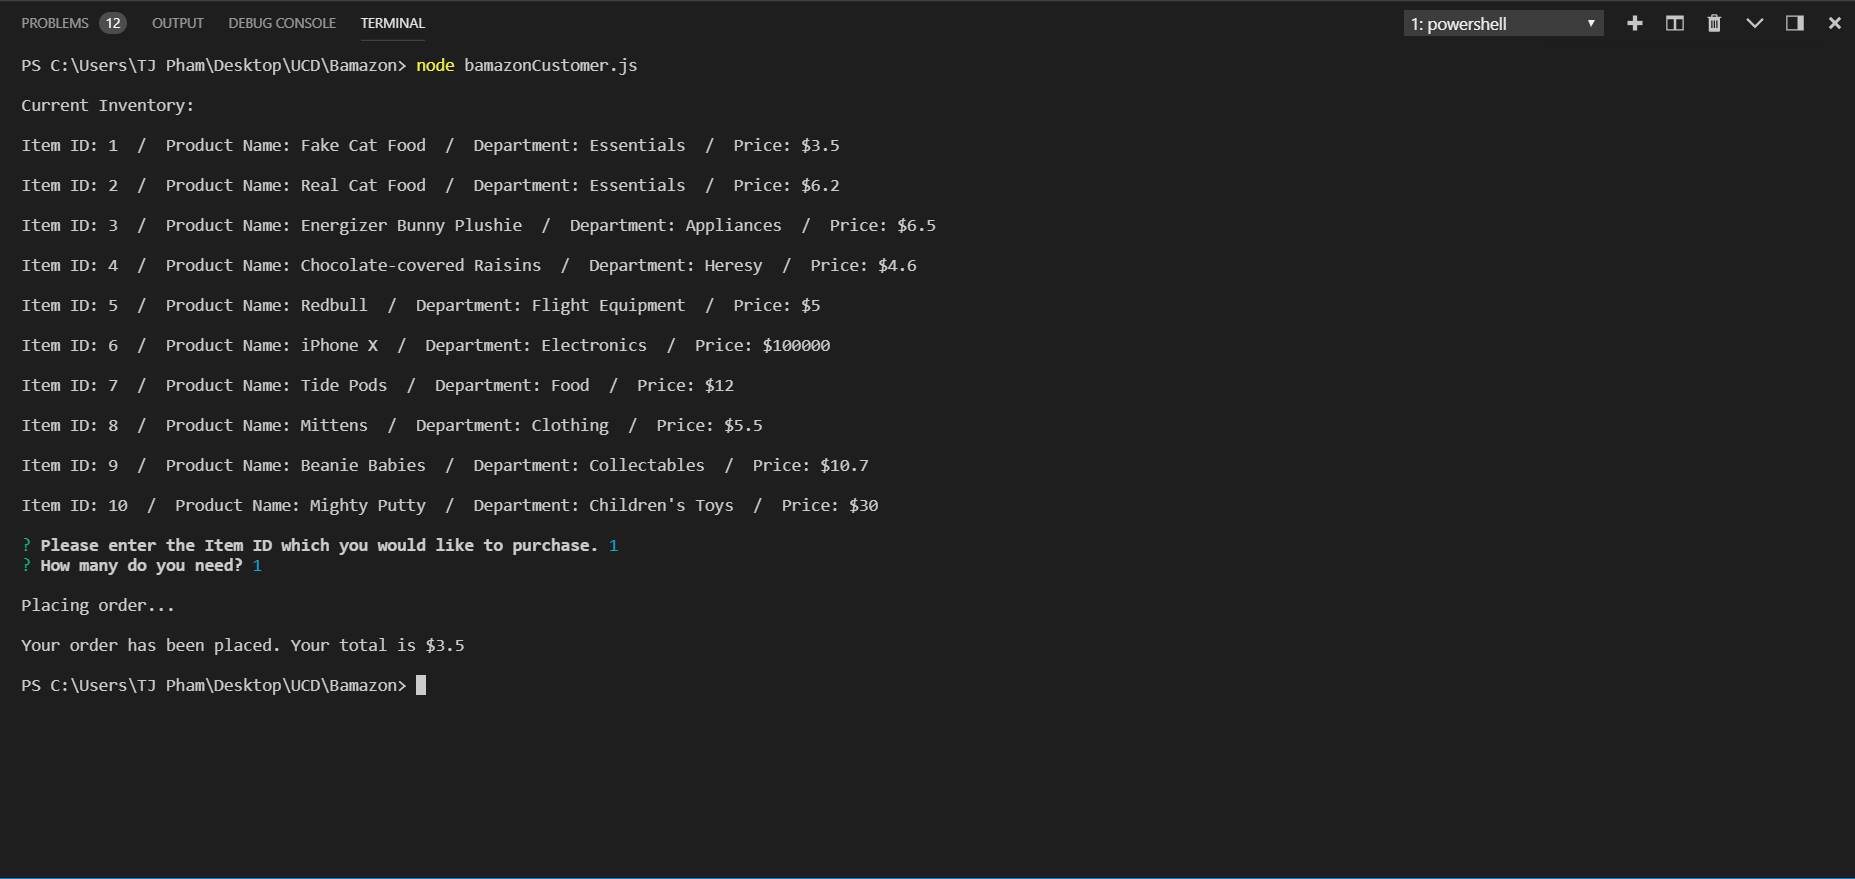 PROBLEMS 12 OUTPUT DEBUG CONSOLE TERMINAL 1: powershell
PS C:\Users\TJ Pham\Desktop\UCD\Bamazon> node bamazonCustomer.js
Current Inventory:
Item ID: 1  /  Product Name: Fake Cat Food  /  Department: Essentials  /  Price: $3.5
Item ID: 2  /  Product Name: Real Cat Food  /  Department: Essentials  /  Price: $6.2
Item ID: 3  /  Product Name: Energizer Bunny Plushie  /  Department: Appliances  /  Price: $6.5
Item ID: 4  /  Product Name: Chocolate-covered Raisins  /  Department: Heresy  /  Price: $4.6
Item ID: 5  /  Product Name: Redbull  /  Department: Flight Equipment  /  Price: $5
Item ID: 6  /  Product Name: iPhone X  /  Department: Electronics  /  Price: $100000
Item ID: 7  /  Product Name: Tide Pods  /  Department: Food  /  Price: $12
Item ID: 8  /  Product Name: Mittens  /  Department: Clothing  /  Price: $5.5
Item ID: 9  /  Product Name: Beanie Babies  /  Department: Collectables  /  Price: $10.7
Item ID: 10  /  Product Name: Mighty Putty  /  Department: Children's Toys  /  Price: $30
? Please enter the Item ID which you would like to purchase. 1
? How many do you need? 1
Placing order...
Your order has been placed. Your total is $3.5
PS C:\Users\TJ Pham\Desktop\UCD\Bamazon>